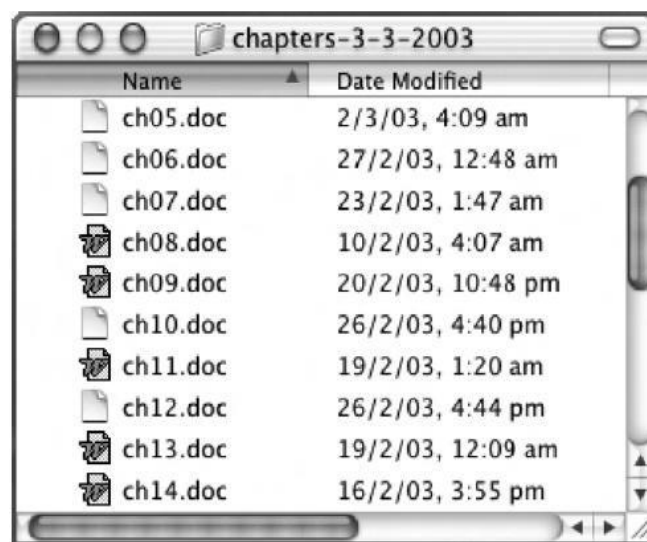 chapters-3-3-2003
Name Date Modified
ch05.doc 2/3/03, 4:09 am
ch06.doc 27/2/03, 12:48 am
ch07.doc 23/2/03, 1:47 am
ch08.doc 10/2/03, 4:07 am
ch09.doc 20/2/03, 10:48 pm
ch10.doc 26/2/03, 4:40 pm
ch11.doc 19/2/03, 1:20 am
ch12.doc 26/2/03, 4:44 pm
ch13.doc 19/2/03, 12:09 am
ch14.doc 16/2/03, 3:55 pm